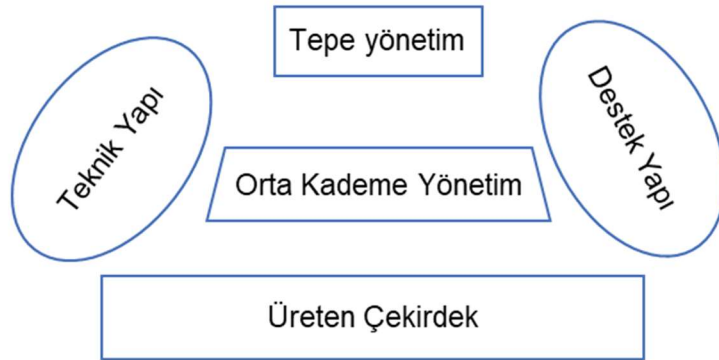 Tepe yönetim
Teknik Yapı
Destek Yapı
Orta Kademe Yönetim
Üreten Çekirdek